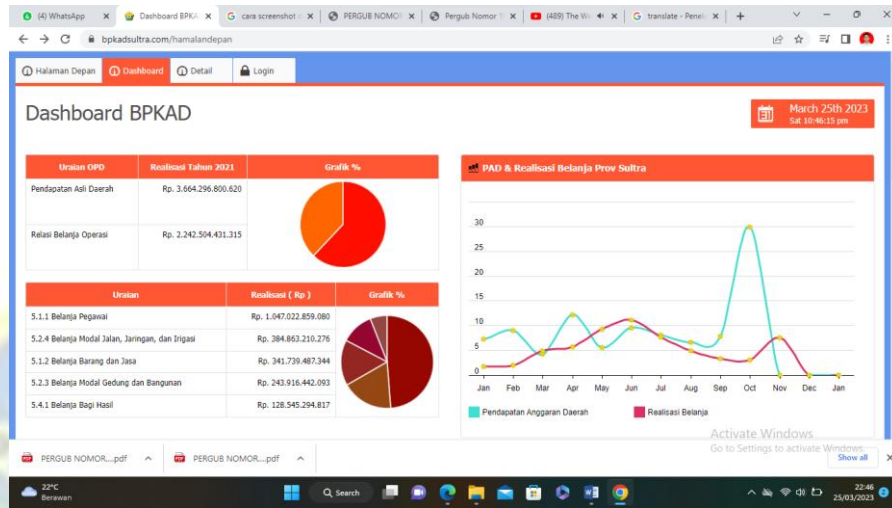 (4) WhatsApp
Dashboard BPKA
cara screenshot
PERGUB NOMOR
Pergub Nomor 1
(489) The Wi
translate - Penel
bpkadsultra.com/hamalandepan
Halaman Depan
Dashboard
Detail
Login
Dashboard BPKAD
March 25th 2023
Sat 10:46:15 pm
Uraian OPD Realisasi Tahun 2021 Grafik %
Pendapatan Asli Daerah Rp. 3.664.296.800.620
Relasi Belanja Operasi Rp. 2.242.504.431.315
Uraian Realisasi ( Rp ) Grafik %
5.1.1 Belanja Pegawai Rp. 1.047.022.859.080
5.2.4 Belanja Modal Jalan, Jaringan, dan Irigasi Rp. 384.863.210.276
5.1.2 Belanja Barang dan Jasa Rp. 341.739.487.344
5.2.3 Belanja Modal Gedung dan Bangunan Rp. 243.916.442.093
5.4.1 Belanja Bagi Hasil Rp. 128.545.294.817
PAD & Realisasi Belanja Prov Sultra
30
25
20
15
10
5
0
Jan Feb Mar Apr May Jun Jul Aug Sep Oct Nov Dec Jan
Pendapatan Anggaran Daerah Realisasi Belanja
Activate Windows
Go to Settings to activate Windows.
PERGUB NOMOR....pdf
PERGUB NOMOR....pdf
Show all
22°C
Berawan
Search
22:46
25/03/2023